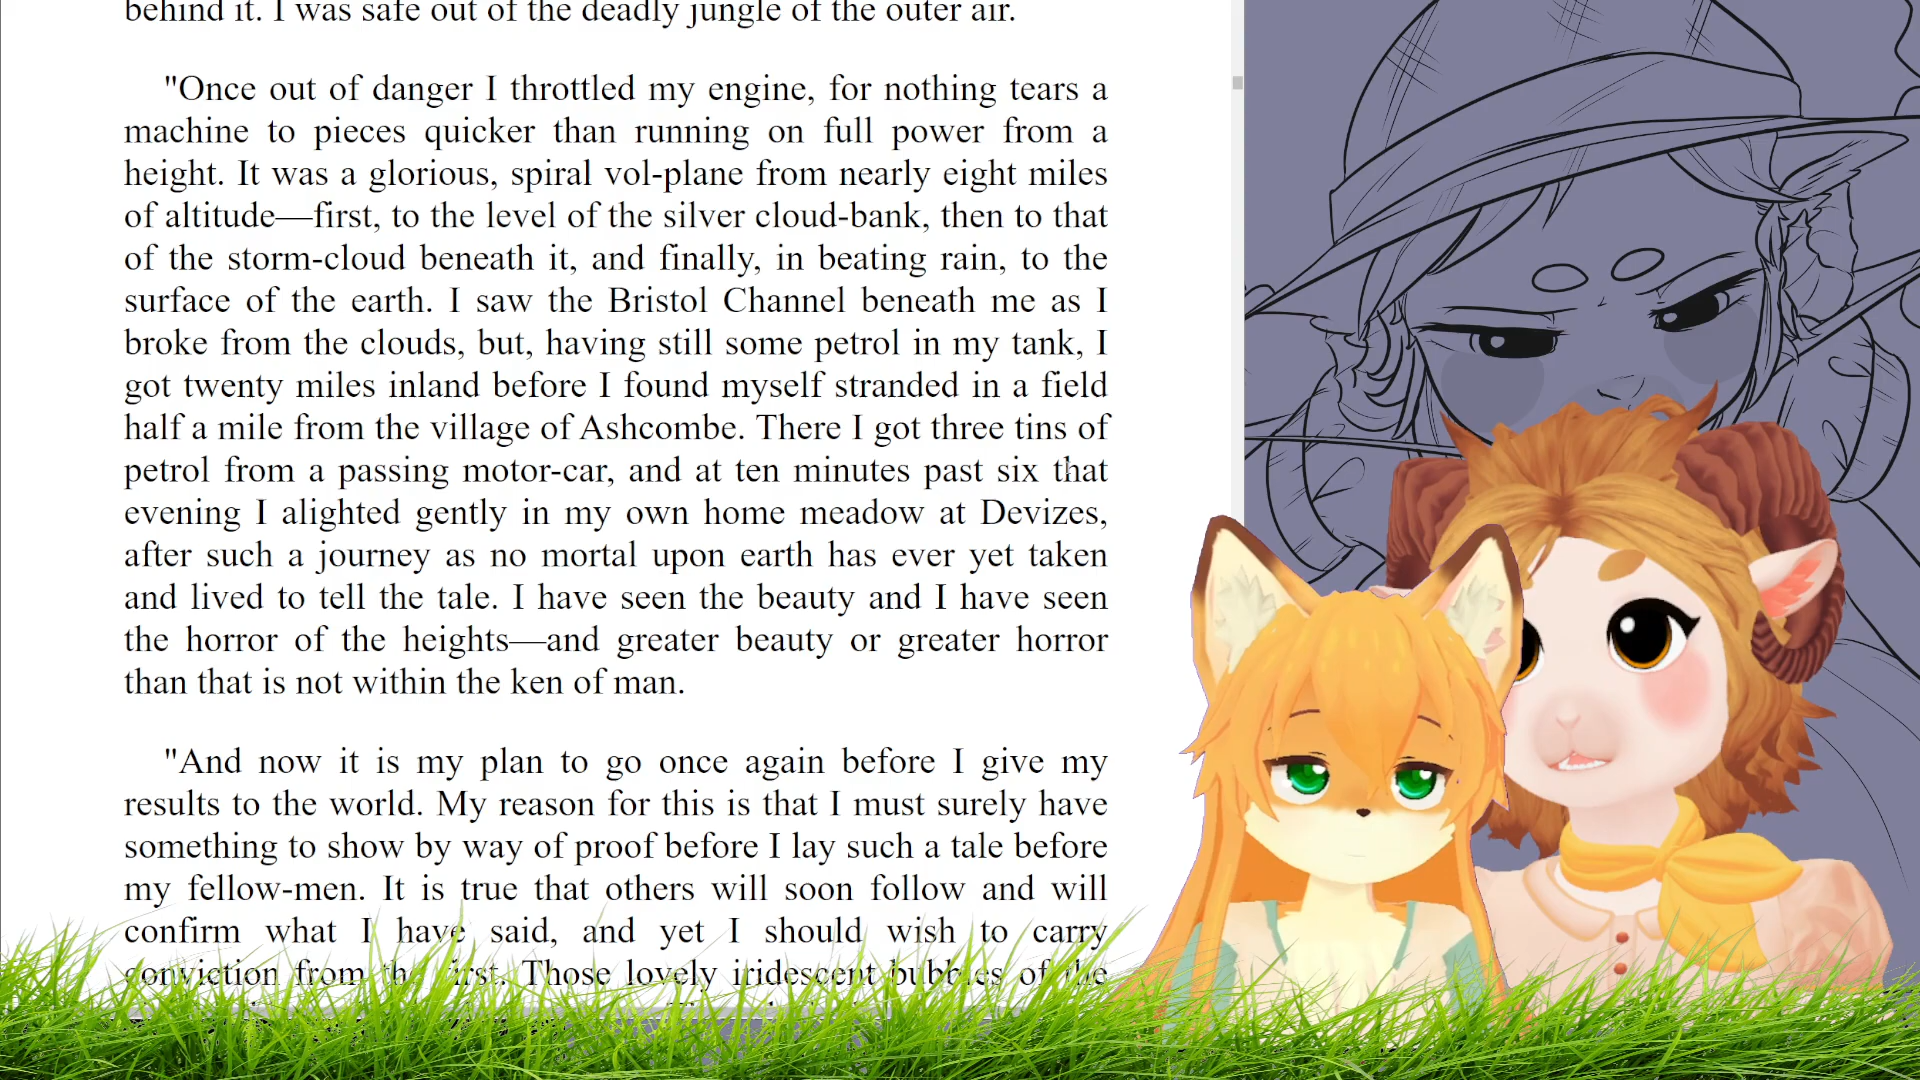 behind it. I was safe out of the deadly jungle of the outer air.
"Once out of danger I throttled my engine, for nothing tears a
machine to pieces quicker than running on full power from a
height. It was a glorious, spiral vol-plane from nearly eight miles
of altitude—first, to the level of the silver cloud-bank, then to that
of the storm-cloud beneath it, and finally, in beating rain, to the
surface of the earth. I saw the Bristol Channel beneath me as I
broke from the clouds, but, having still some petrol in my tank, I
got twenty miles inland before I found myself stranded in a field
half a mile from the village of Ashcombe. There I got three tins of
petrol from a passing motor-car, and at ten minutes past six that
evening I alighted gently in my own home meadow at Devizes,
after such a journey as no mortal upon earth has ever yet taken
and lived to tell the tale. I have seen the beauty and I have seen
the horror of the heights—and greater beauty or greater horror
than that is not within the ken of man.
"And now it is my plan to go once again before I give my
results to the world. My reason for this is that I must surely have
something to show by way of proof before I lay such a tale before
my fellow-men. It is true that others will soon follow and will
confirm what I have said, and yet I should wish to carry
conviction from the first. Those lovely iridescent bubbles of the